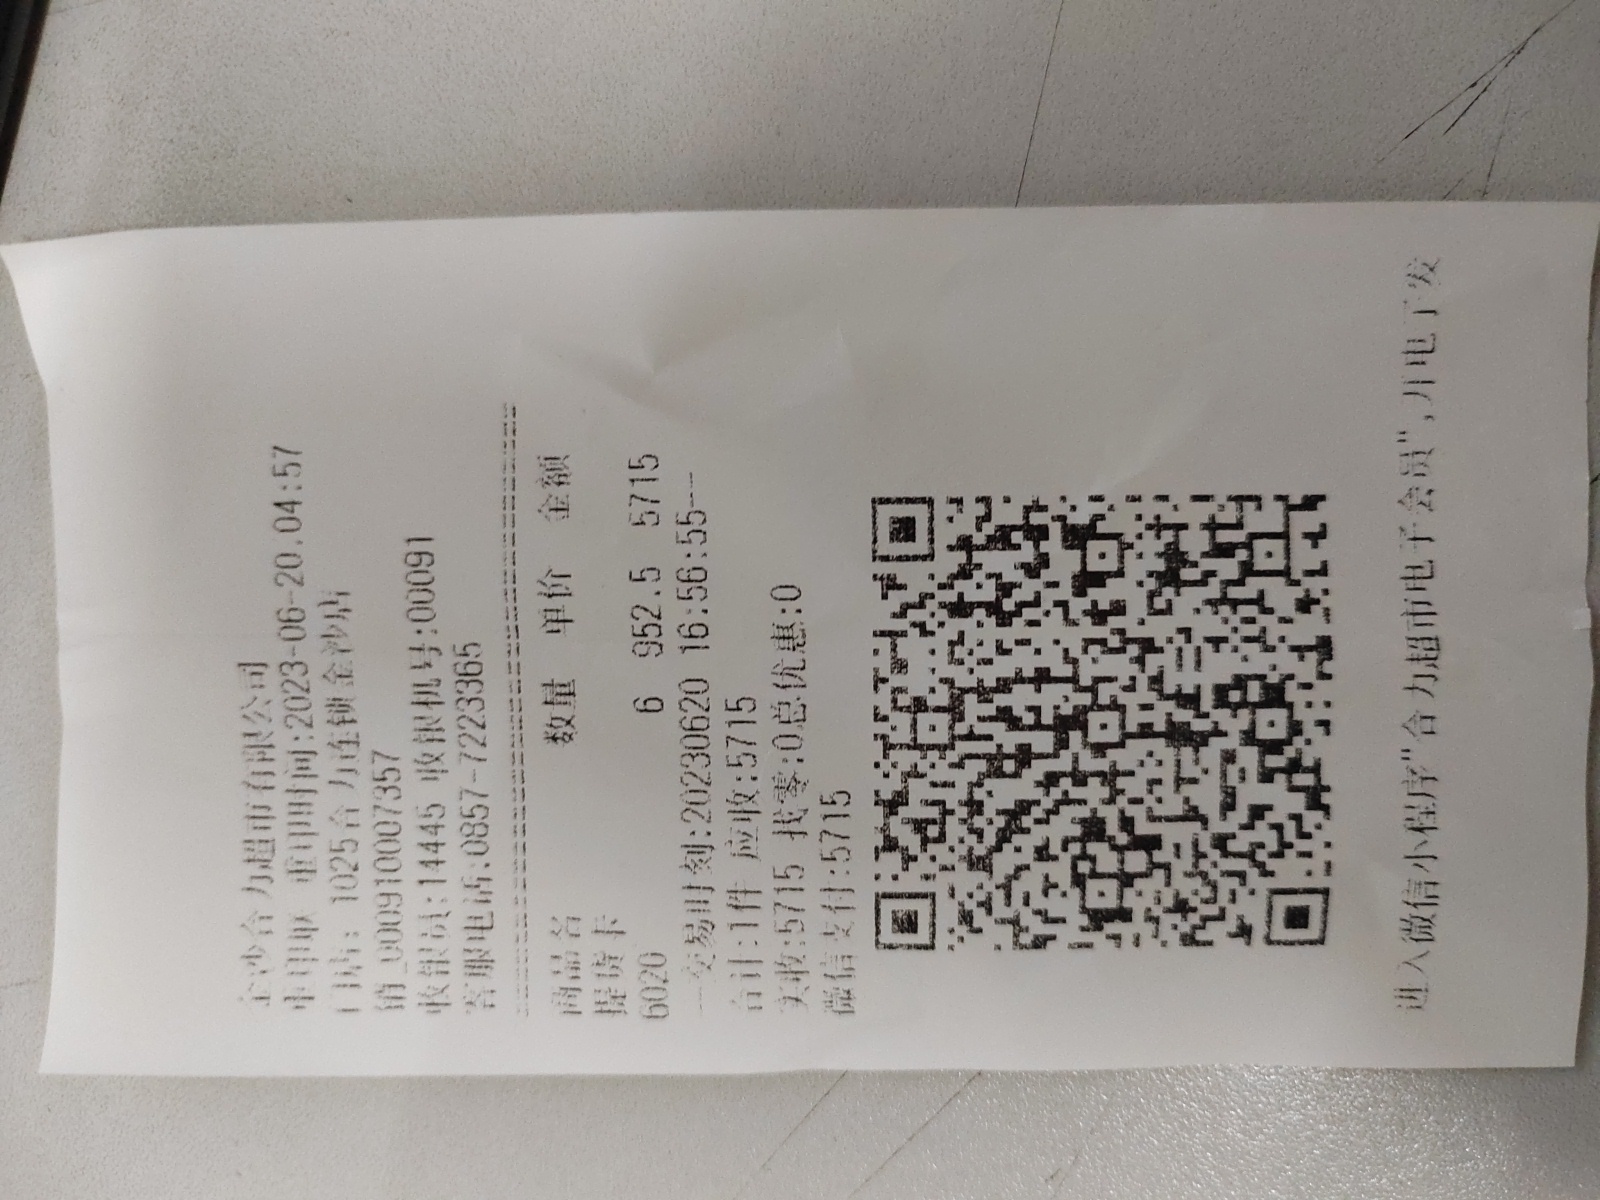 金沙合力超市有限公司
重印联 重印时间:2023-06-20.04:57
门店: 1025合力连锁金沙店
销_000910007357
收银员:14445 收银机号:00091
客服电话:0857-7223365
商品名 数量 单价 金额
提货卡
6020 6 952.5 5715
--交易时刻:20230620 16:56:55--
合计:1件 应收:5715
实收:5715 找零:0总优惠:0
微信支付:5715
进入微信小程序"合力超市电子会员",开电子发